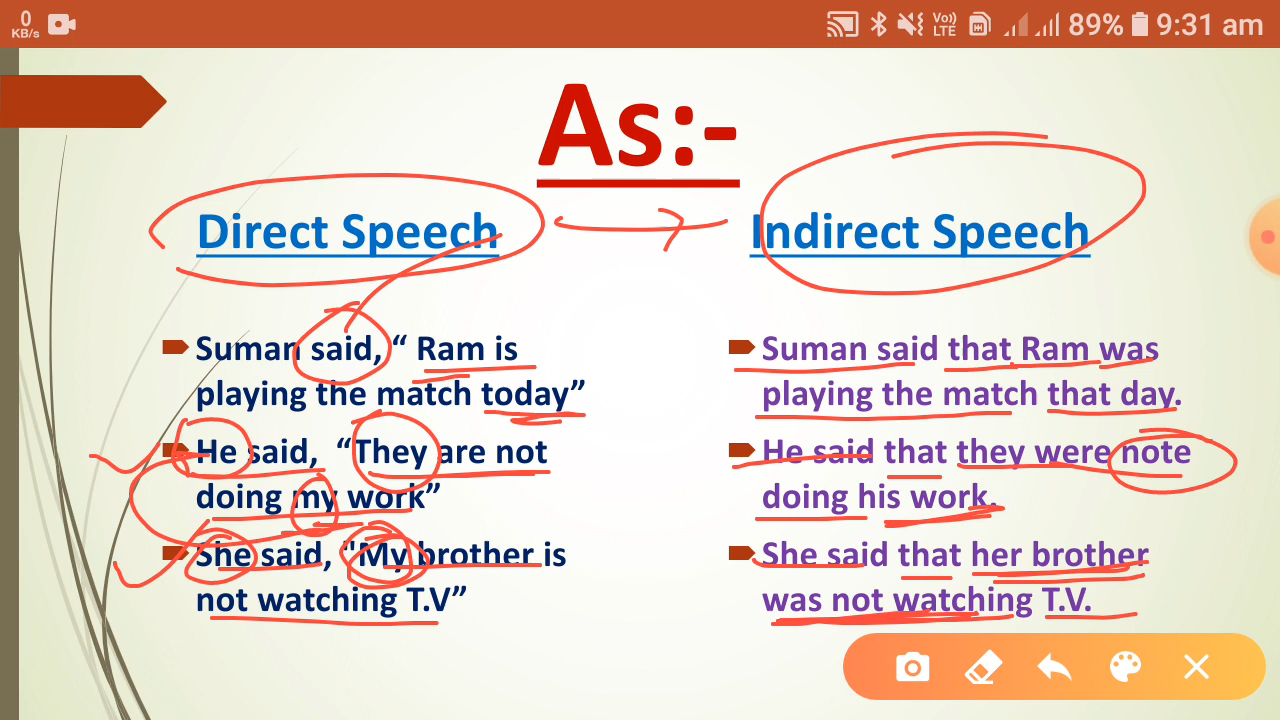 0
KB/s
Vo))
LTE
89%
9:31 am
As:-
Direct Speech
Indirect Speech
Suman said, “ Ram is
playing the match today”
He said, “They are not
doing my work”
She said, "My brother is
not watching T.V”
Suman said that Ram was
playing the match that day.
He said that they were note
doing his work.
She said that her brother
was not watching T.V.